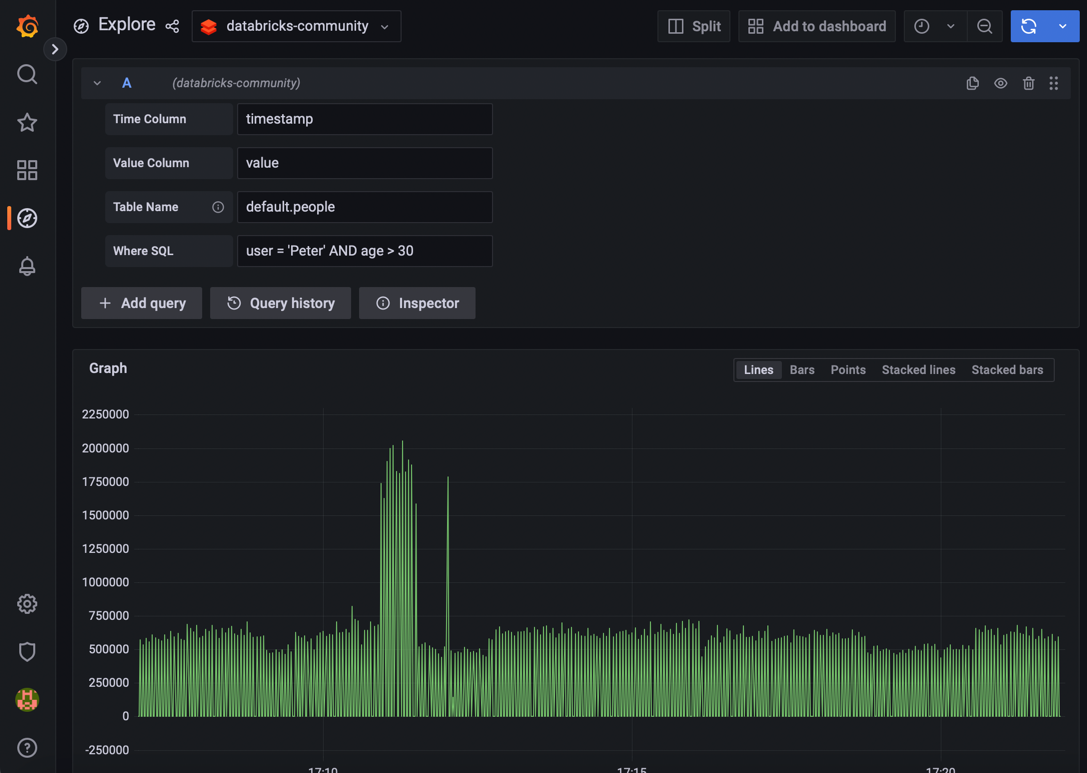 Explore
databricks-community
Split
Add to dashboard
A
(databricks-community)
Time Column
timestamp
Value Column
value
Table Name
default.people
Where SQL
user = 'Peter' AND age > 30
Add query
Query history
Inspector
Graph
Lines
Bars
Points
Stacked lines
Stacked bars
2250000
2000000
1750000
1500000
1250000
1000000
750000
500000
250000
0
-250000
17:10
17:15
17:20